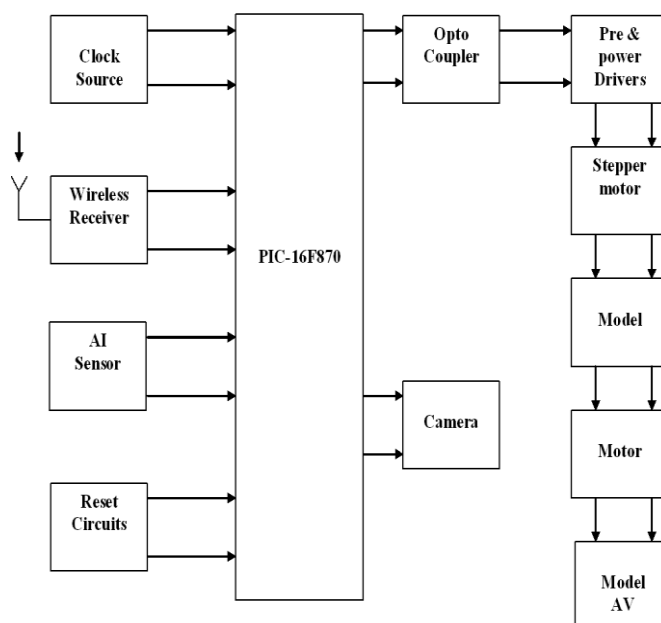 Clock
Source
Opto
Coupler
Pre &
power
Drivers
Wireless
Receiver
Stepper
motor
PIC-16F870
AI
Sensor
Model
Camera
Motor
Reset
Circuits
Model
AV